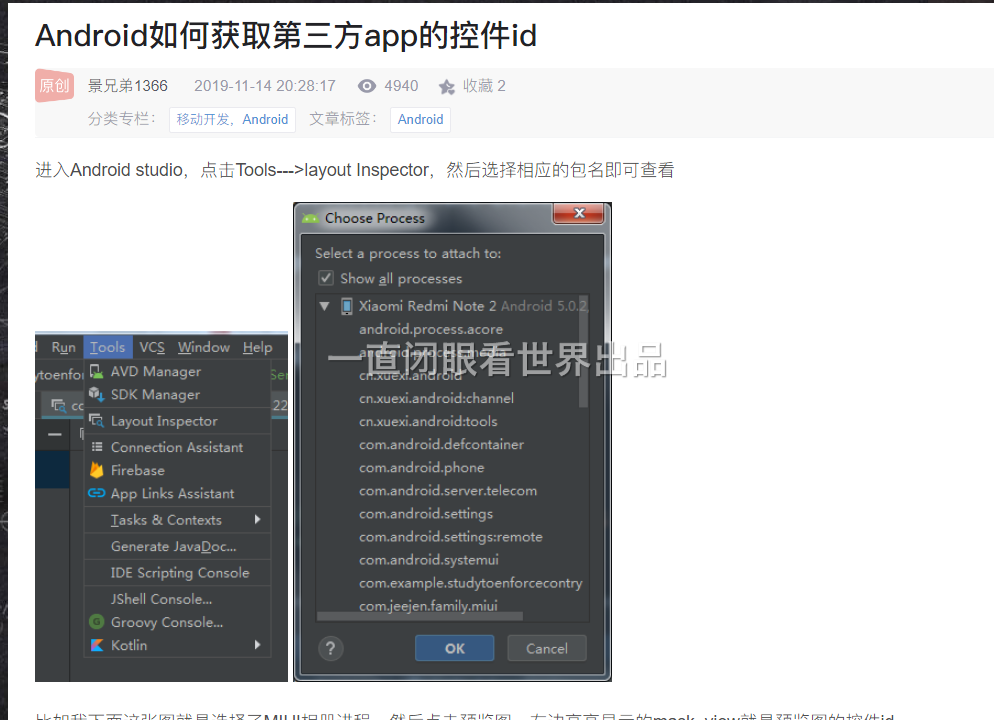 Android如何获取第三方app的控件id
原创 景兄弟1366 2019-11-14 20:28:17 4940 收藏 2
分类专栏： 移动开发，Android 文章标签： Android
进入Android studio，点击Tools--->layout Inspector，然后选择相应的包名即可查看
Run Tools VCS Window Help
AVD Manager
SDK Manager
Layout Inspector
Connection Assistant
Firebase
App Links Assistant
Tasks & Contexts
Generate JavaDoc...
IDE Scripting Console
JShell Console...
Groovy Console...
Kotlin
Choose Process
Select a process to attach to:
Show all processes
Xiaomi Redmi Note 2 Android 5.0.2,
android.process.acore
android.process.media
一直闭眼看世界出品
cn.xuexi.android
cn.xuexi.android:channel
cn.xuexi.android:tools
com.android.defcontainer
com.android.phone
com.android.server.telecom
com.android.settings
com.android.settings:remote
com.android.systemui
com.example.studytoenforcecontry
com.jeejen.family.miui
? OK Cancel